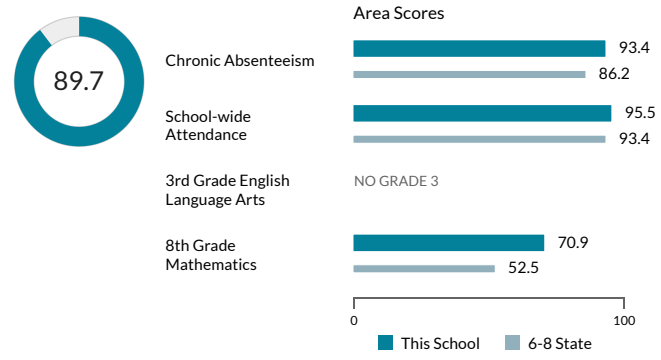 Area Scores
89.7
Chronic Absenteeism
93.4
86.2
School-wide
Attendance
95.5
93.4
3rd Grade English
Language Arts
NO GRADE 3
8th Grade
Mathematics
70.9
52.5
0
100
This School
6-8 State